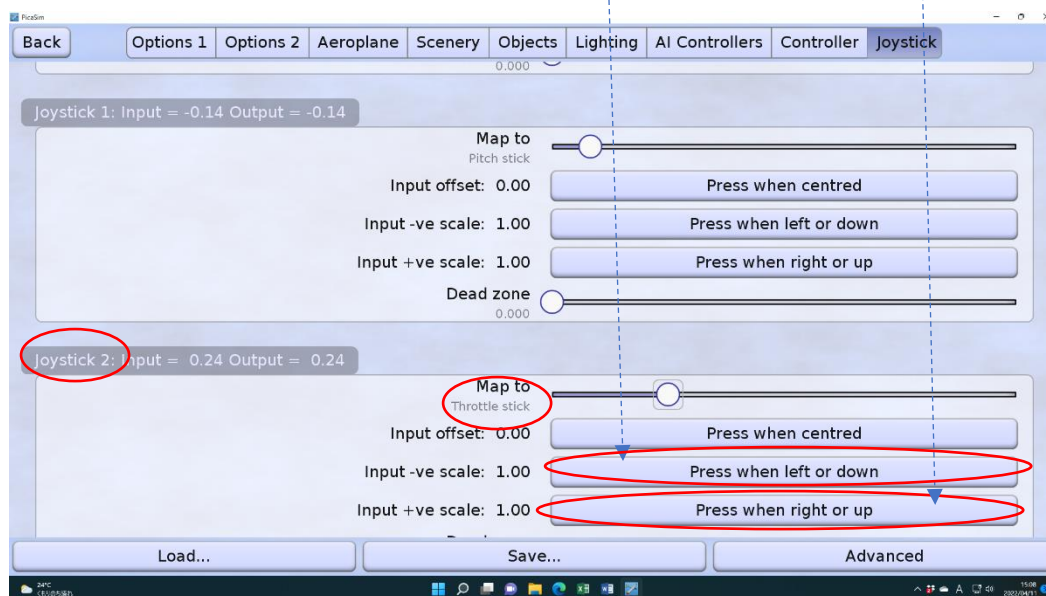 PicaSim
Back Options 1 Options 2 Aeroplane Scenery Objects Lighting AI Controllers Controller Joystick
0.000
Joystick 1: Input = -0.14 Output = -0.14
Map to
Pitch stick
Input offset: 0.00 Press when centred
Input -ve scale: 1.00 Press when left or down
Input +ve scale: 1.00 Press when right or up
Dead zone
0.000
Joystick 2: Input = 0.24 Output = 0.24
Map to
Throttle stick
Input offset: 0.00 Press when centred
Input -ve scale: 1.00 Press when left or down
Input +ve scale: 1.00 Press when right or up
Load... Save... Advanced
24°C
A 15:08
2022/04/11